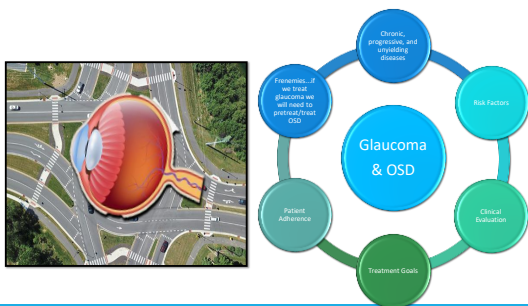 Chronic,
progressive, and
unyielding
diseases
Risk Factors
Clinical
Evaluation
Treatment Goals
Patient
Adherence
Frenemies...if
we treat
glaucoma we
will need to
pretreat/treat
OSD
Glaucoma
& OSD